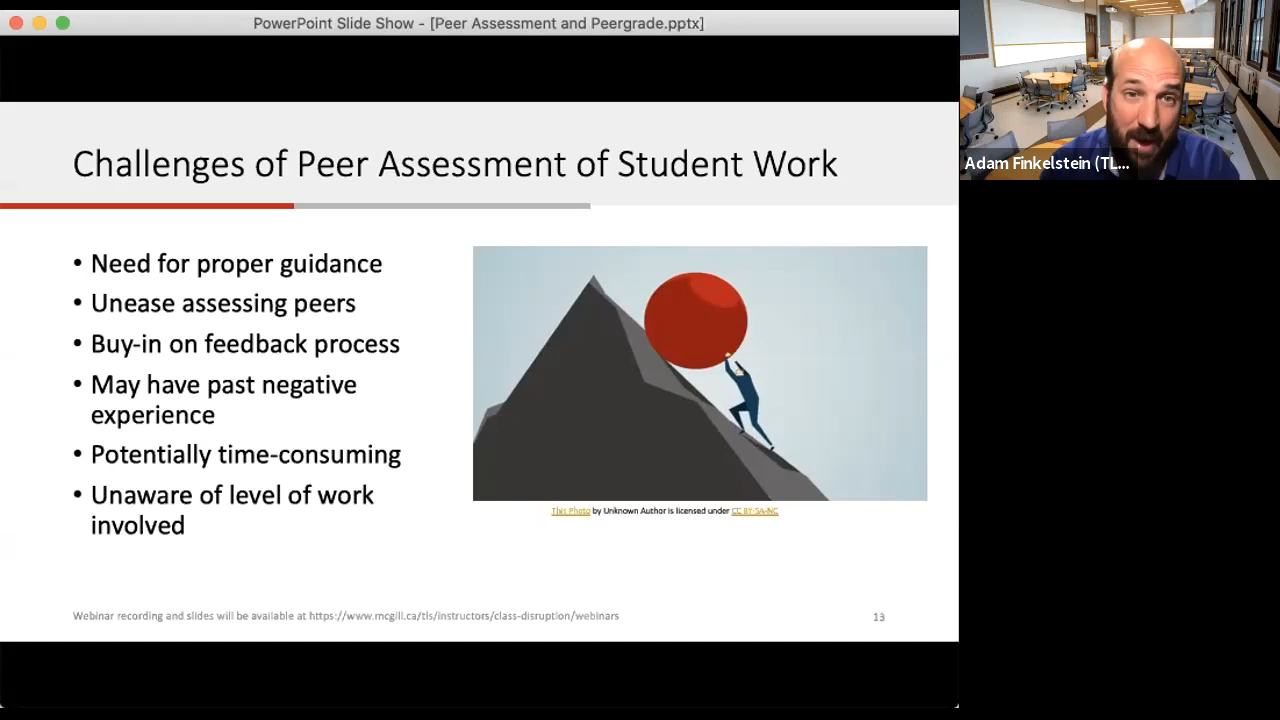 PowerPoint Slide Show - [Peer Assessment and Peergrade.pptx]
Adam Finkelstein (TL...
Challenges of Peer Assessment of Student Work
• Need for proper guidance
• Unease assessing peers
• Buy-in on feedback process
• May have past negative
experience
• Potentially time-consuming
• Unaware of level of work
involved
This Photo by Unknown Author is licensed under CC BY-SA-NC
Webinar recording and slides will be available at https://www.mcgill.ca/tls/instructors/class-disruption/webinars
13